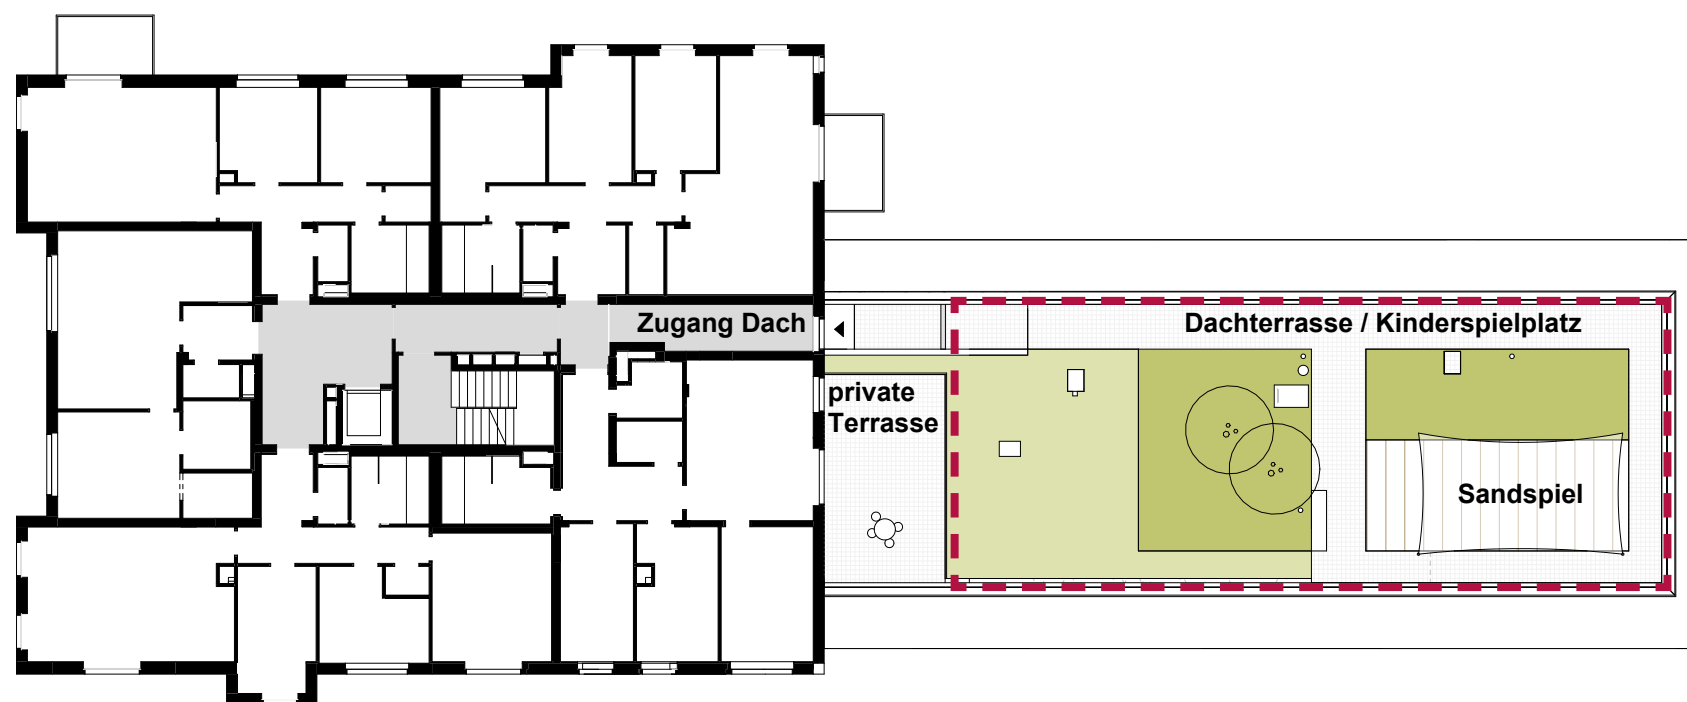 Zugang Dach
Dachterrasse / Kinderspielplatz
private
Terrasse
Sandspiel